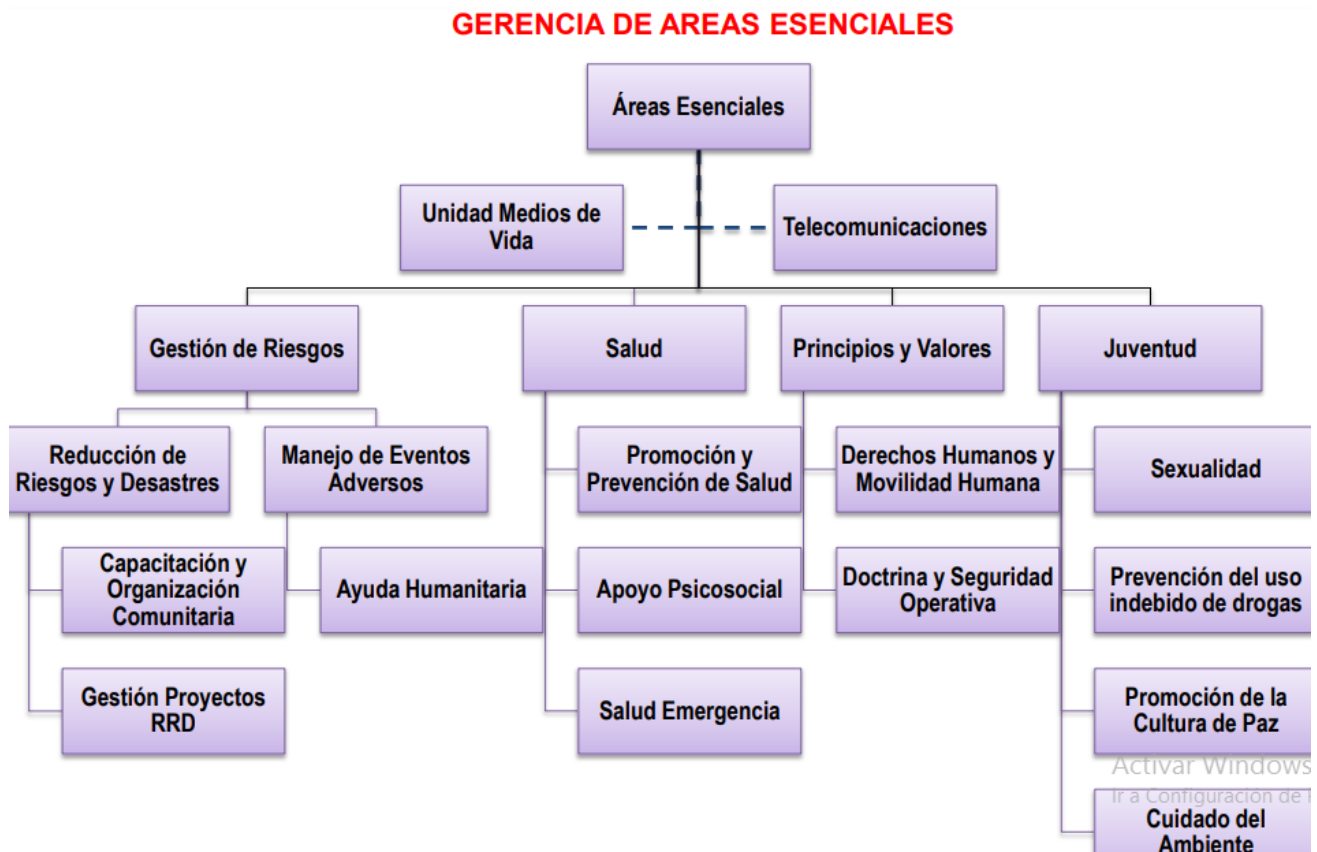 GERENCIA DE AREAS ESENCIALES
Áreas Esenciales
Unidad Medios de
Vida
Telecomunicaciones
Gestión de Riesgos
Salud
Principios y Valores
Juventud
Reducción de
Riesgos y Desastres
Manejo de Eventos
Adversos
Promoción y
Prevención de Salud
Derechos Humanos y
Movilidad Humana
Sexualidad
Capacitación y
Organización
Comunitaria
Ayuda Humanitaria
Apoyo Psicosocial
Doctrina y Seguridad
Operativa
Prevención del uso
indebido de drogas
Gestión Proyectos
RRD
Salud Emergencia
Promoción de la
Cultura de Paz
Activar Windows
Ir a Configuración de
Cuidado del
Ambiente